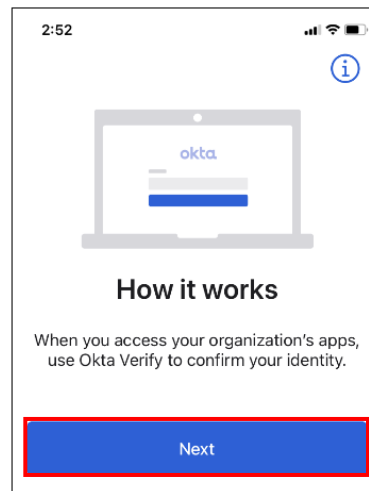 2:52
okta
How it works
When you access your organization's apps,
use Okta Verify to confirm your identity.
Next